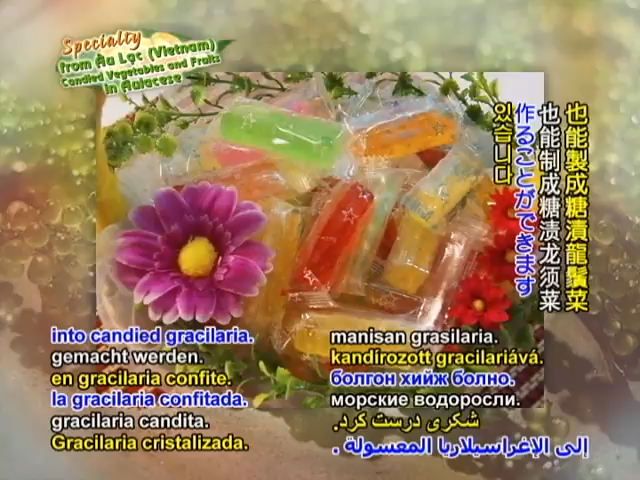 Specialty
from Au Lạc (Vietnam)
Candied Vegetables and Fruits
in Aulacese
也能製成糖漬龍鬚菜
也能制成糖渍龙须菜
作ることができます
있습니다
into candied gracilaria.
gemacht werden.
en gracilaria confite.
la gracilaria confitada.
gracilaria candita.
Gracilaria cristalizada.
manisan grasilaria.
kandírozott gracilariává.
болгон хийж болно.
морские водоросли.
شکری درست کرد.
إلى الإغراسيلاريا المعسولة .